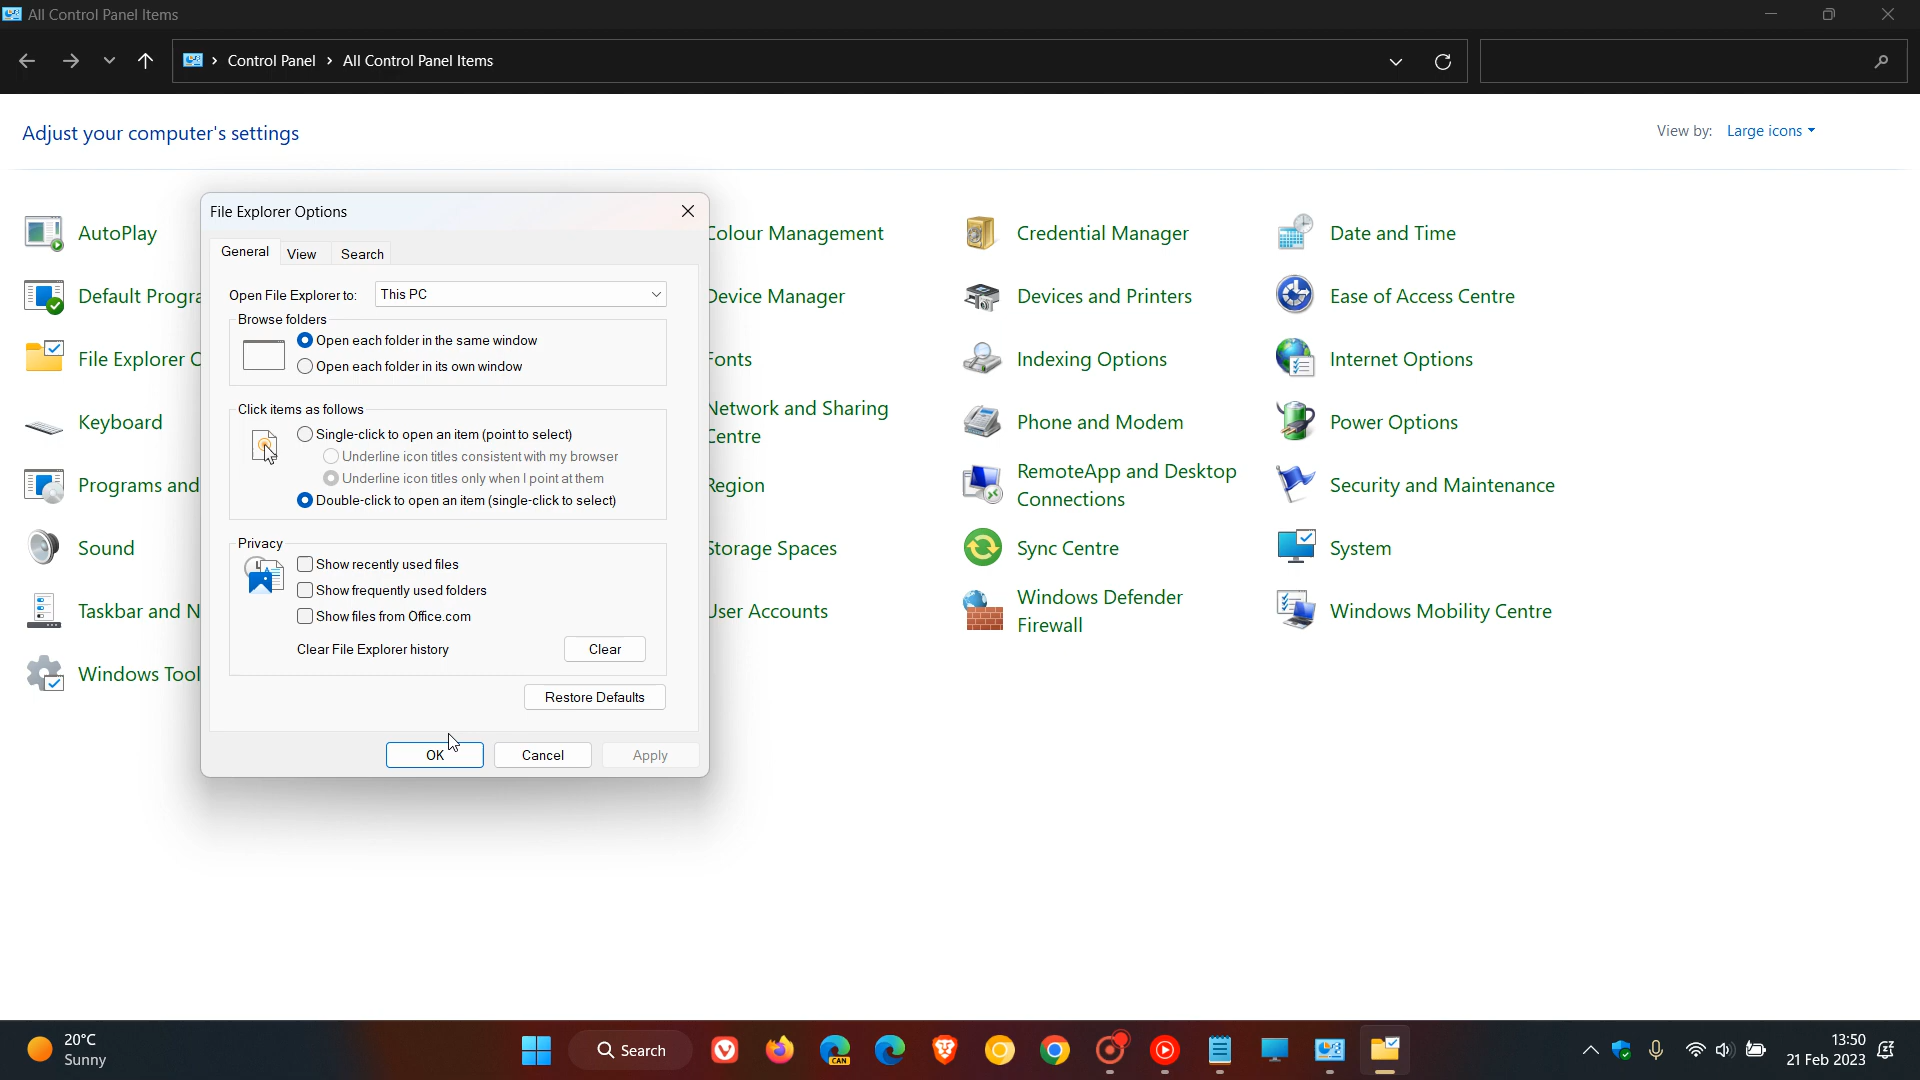 All Control Panel Items
Control Panel › All Control Panel Items
Adjust your computer's settings
View by: Large icons
AutoPlay
Default Progra
File Explorer
Keyboard
Programs and
Sound
Taskbar and N
Windows Tool
File Explorer Options
General View Search
Open File Explorer to: This PC
Browse folders
Open each folder in the same window
Open each folder in its own window
Click items as follows
Single-click to open an item (point to select)
Underline icon titles consistent with my browser
Underline icon titles only when I point at them
Double-click to open an item (single-click to select)
Privacy
Show recently used files
Show frequently used folders
Show files from Office.com
Clear File Explorer history Clear
Restore Defaults
OK Cancel Apply
Colour Management
Device Manager
Fonts
Network and Sharing
Centre
Region
Storage Spaces
User Accounts
Credential Manager
Devices and Printers
Indexing Options
Phone and Modem
RemoteApp and Desktop
Connections
Sync Centre
Windows Defender
Firewall
Date and Time
Ease of Access Centre
Internet Options
Power Options
Security and Maintenance
System
Windows Mobility Centre
20°C
Sunny
Search
CAN
13:50
21 Feb 2023